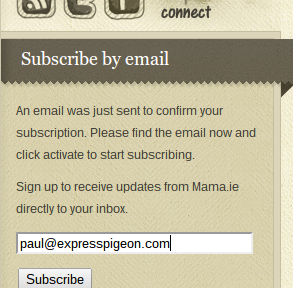 connect
Subscribe by email
An email was just sent to confirm your
subscription. Please find the email now and
click activate to start subscribing.
Sign up to receive updates from Mama.ie
directly to your inbox.
paul@expresspigeon.com
Subscribe